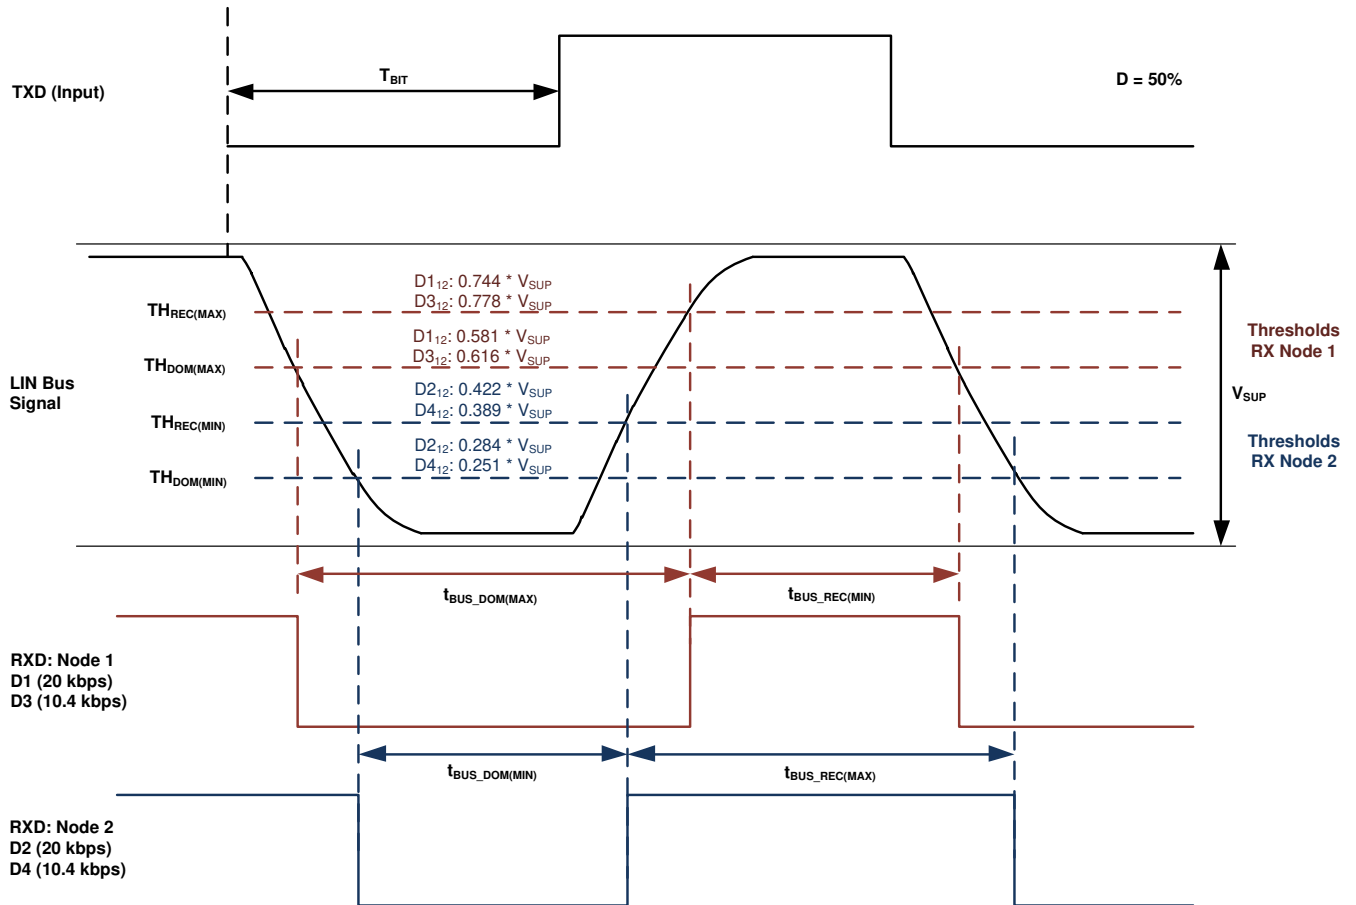 TXD (Input)
T_BIT
D = 50%
D1₁₂: 0.744 * V_SUP
D3₁₂: 0.778 * V_SUP
TH_REC(MAX)
D1₁₂: 0.581 * V_SUP
D3₁₂: 0.616 * V_SUP
TH_DOM(MAX)
Thresholds
RX Node 1
LIN Bus
Signal
D2₁₂: 0.422 * V_SUP
D4₁₂: 0.389 * V_SUP
V_SUP
TH_REC(MIN)
D2₁₂: 0.284 * V_SUP
D4₁₂: 0.251 * V_SUP
TH_DOM(MIN)
Thresholds
RX Node 2
t_BUS_DOM(MAX)
t_BUS_REC(MIN)
RXD: Node 1
D1 (20 kbps)
D3 (10.4 kbps)
t_BUS_DOM(MIN)
t_BUS_REC(MAX)
RXD: Node 2
D2 (20 kbps)
D4 (10.4 kbps)